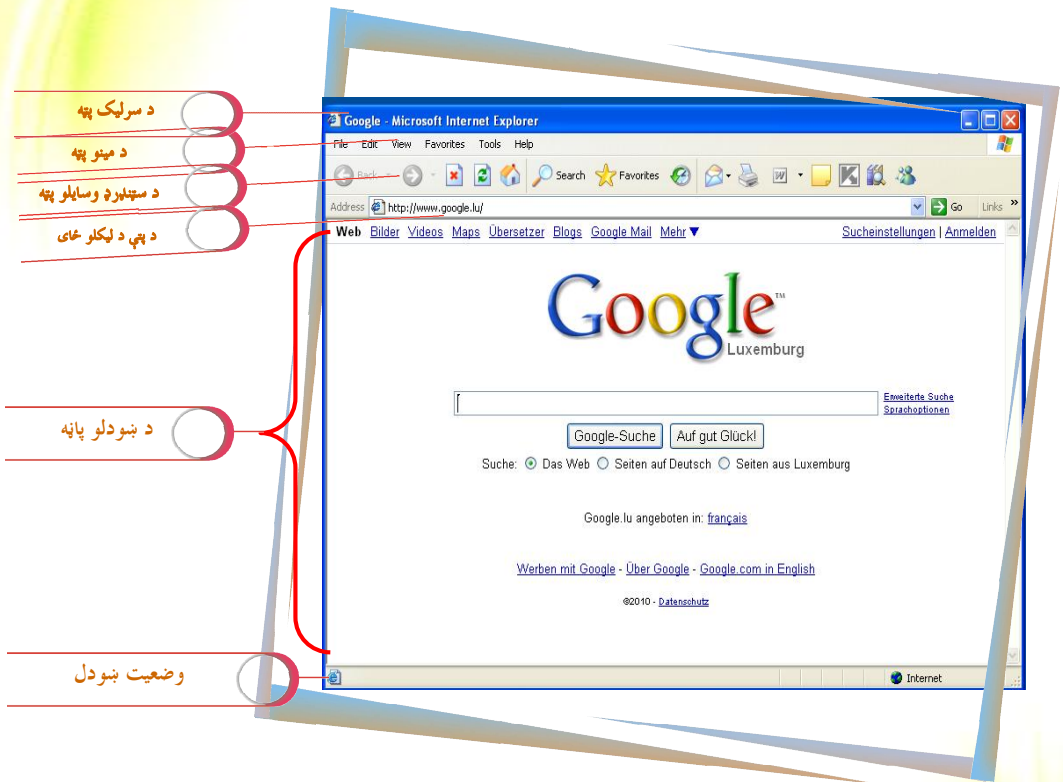 د سرلیک پټه
د مینو پټه
د سټنډرډ وسایلو پټه
د پتې د لیکلو ځای
د ښودلو پاڼه
وضعیت ښودل
Google - Microsoft Internet Explorer
File Edit View Favorites Tools Help
Back Search Favorites
Address http://www.google.lu/ Go Links »
Web Bilder Videos Maps Übersetzer Blogs Google Mail Mehr ▼ Sucheinstellungen | Anmelden
Google™
Luxemburg
Erweiterte Suche
Sprachoptionen
Google-Suche Auf gut Glück!
Suche: Das Web Seiten auf Deutsch Seiten aus Luxemburg
Google.lu angeboten in: français
Werben mit Google - Über Google - Google.com in English
©2010 - Datenschutz
Internet